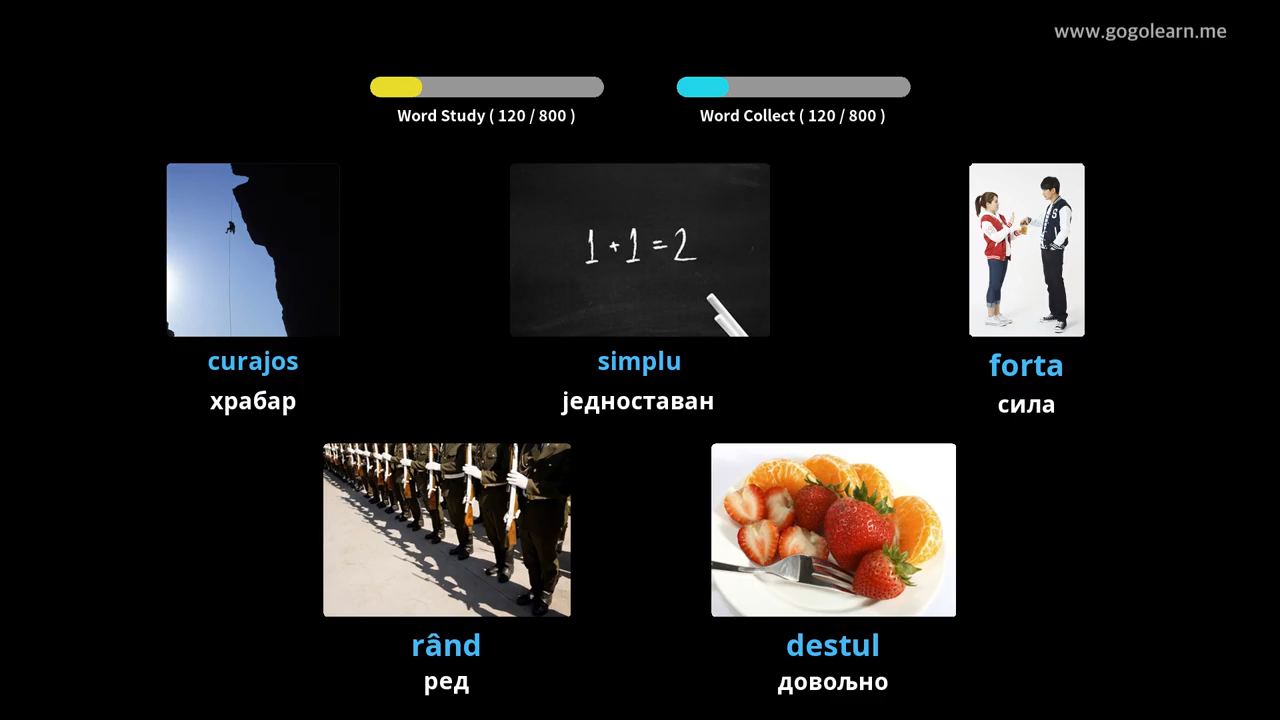 www.gogolearn.me
Word Study ( 120 / 800 )
Word Collect ( 120 / 800 )
1 + 1 = 2
S
curajos
храбар
simplu
једноставан
forta
сила
rând
ред
destul
довољно